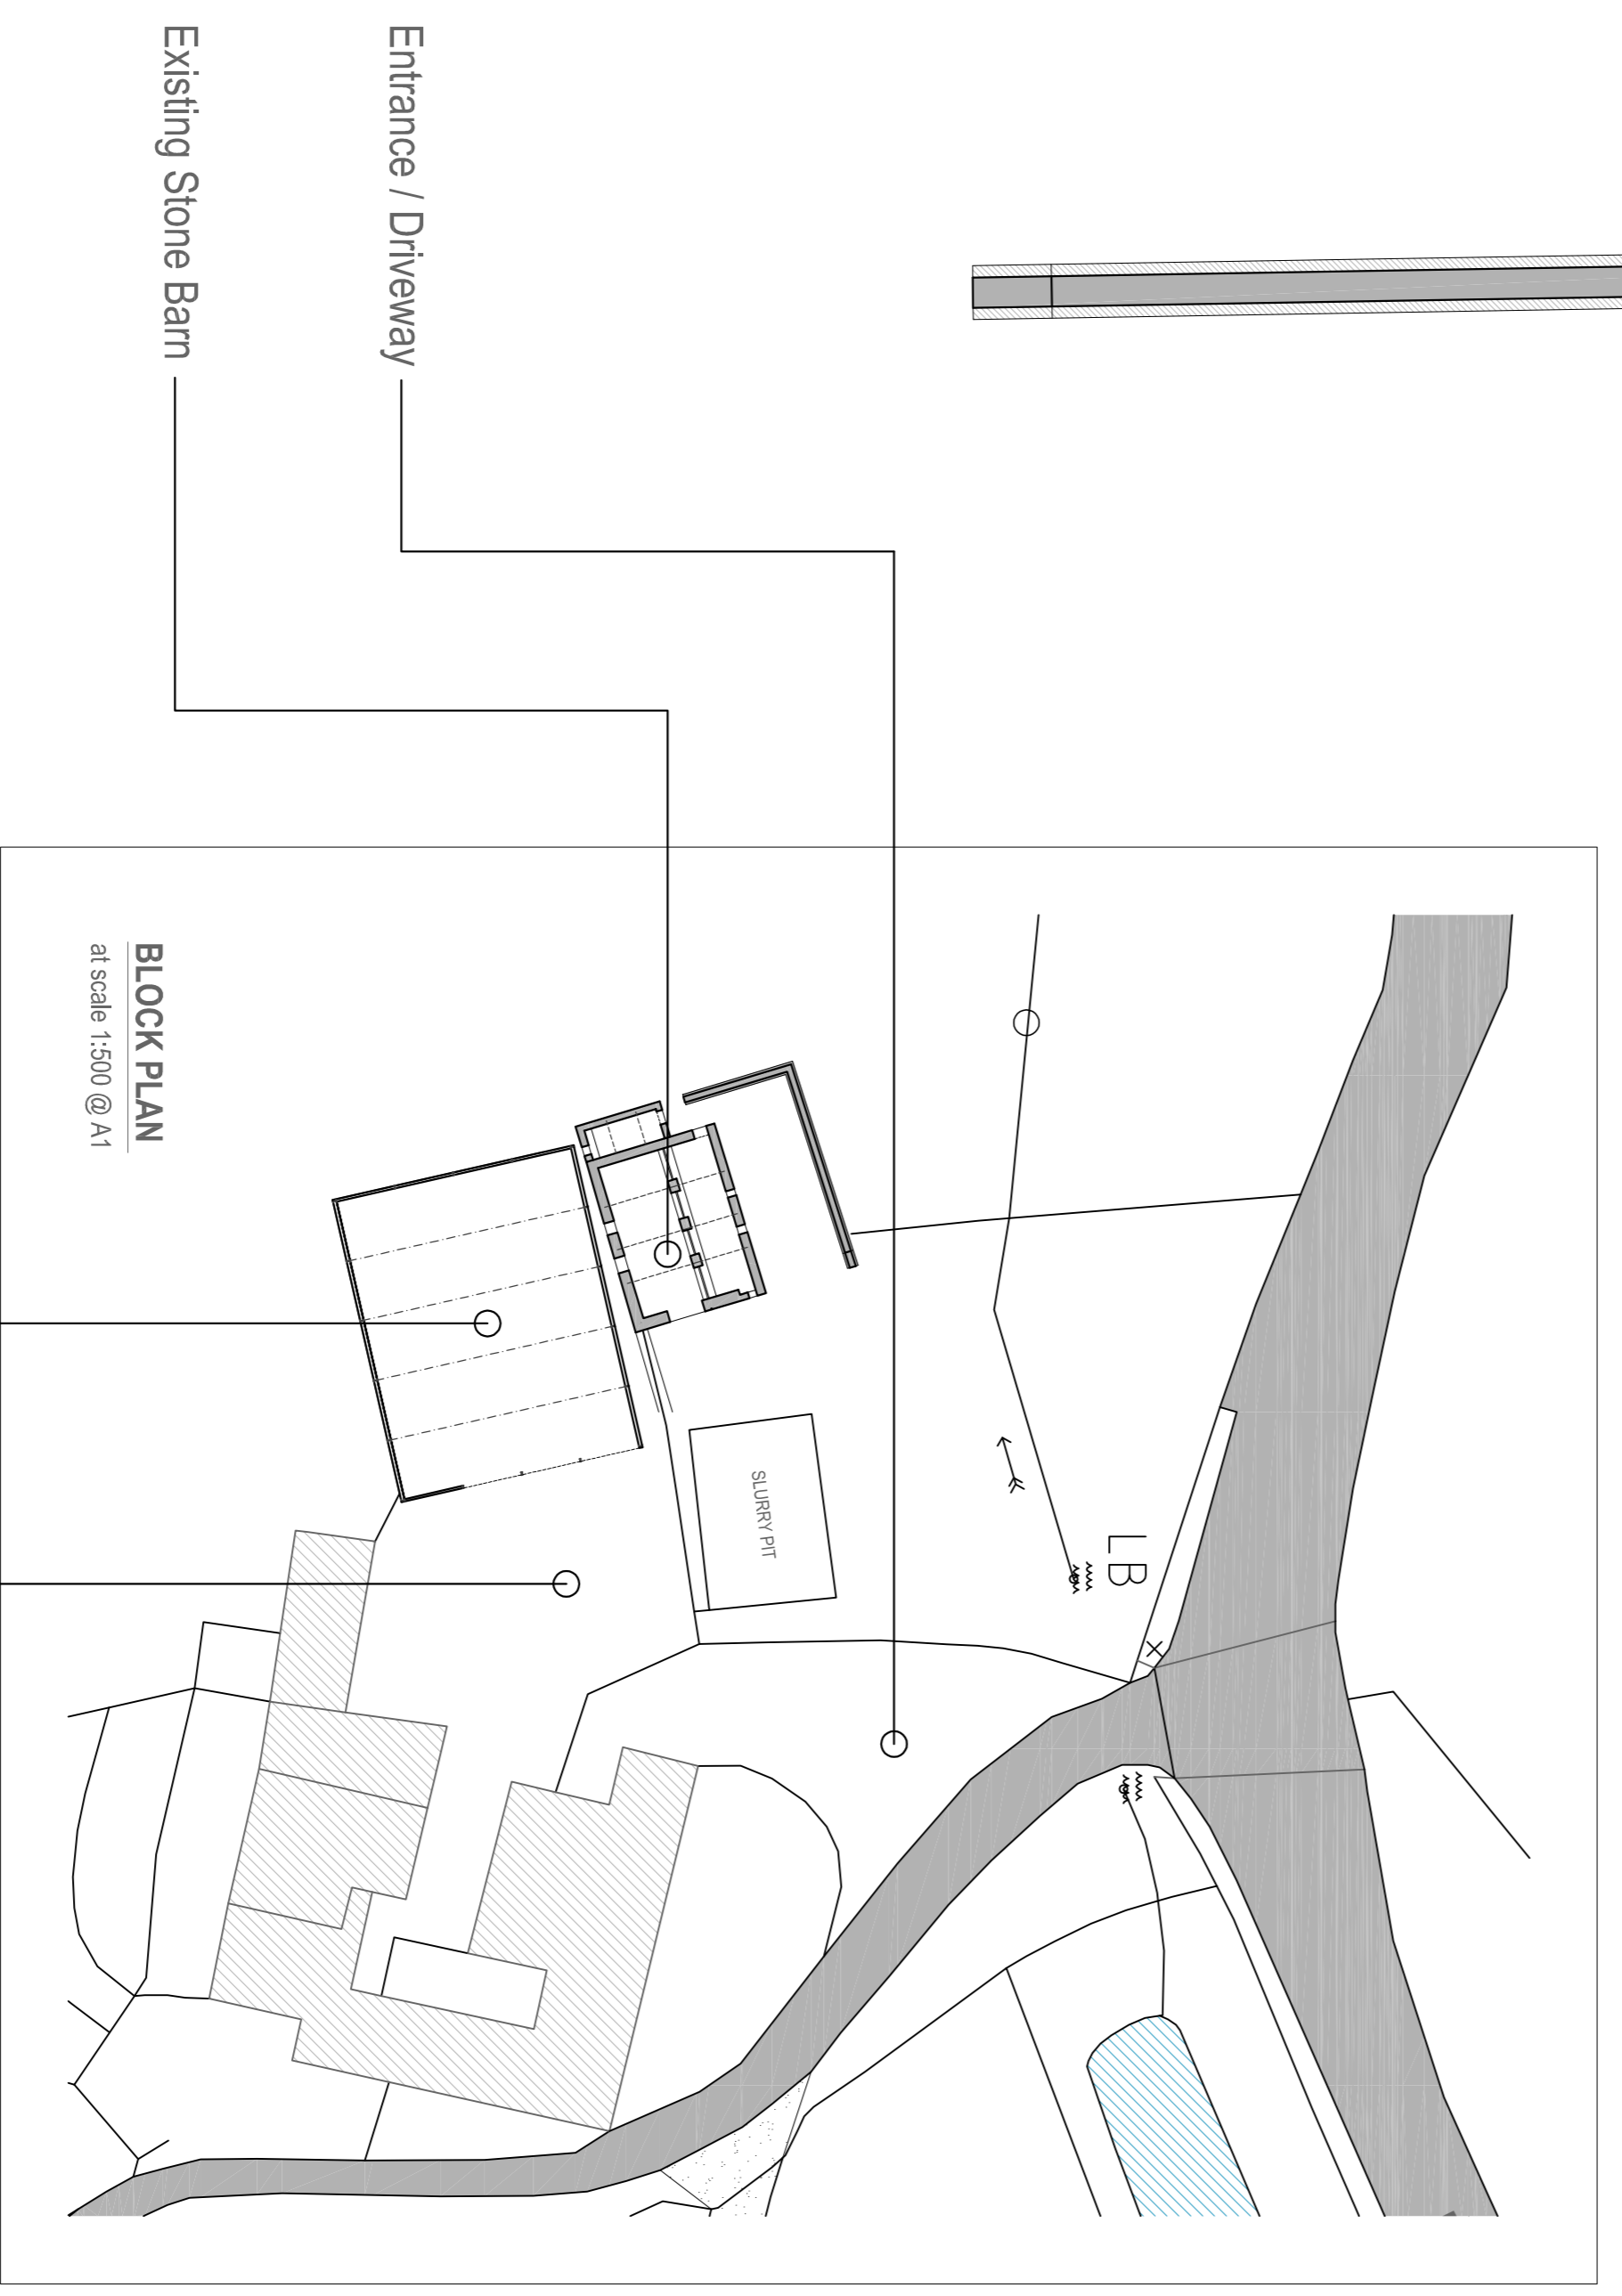 Entrance / Driveway
Existing Stone Barn
LB
SLURRY PIT
BLOCK PLAN
at scale 1:500 @ A1